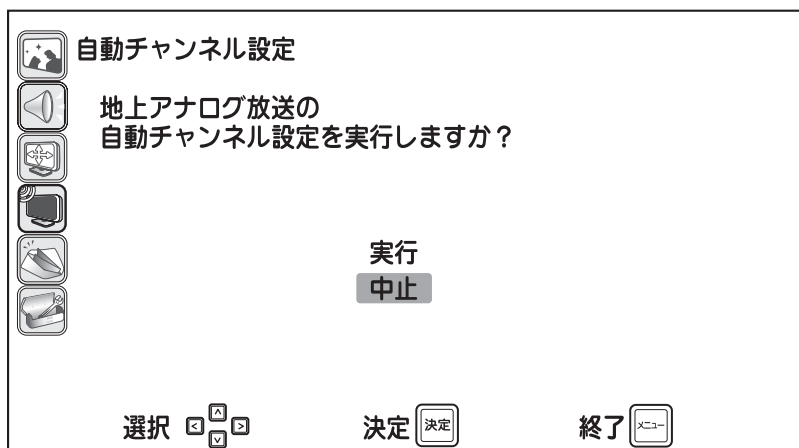 自動チャンネル設定
地上アナログ放送の
自動チャンネル設定を実行しますか？
実行
中止
選択 決定 決定 終了 メニュー